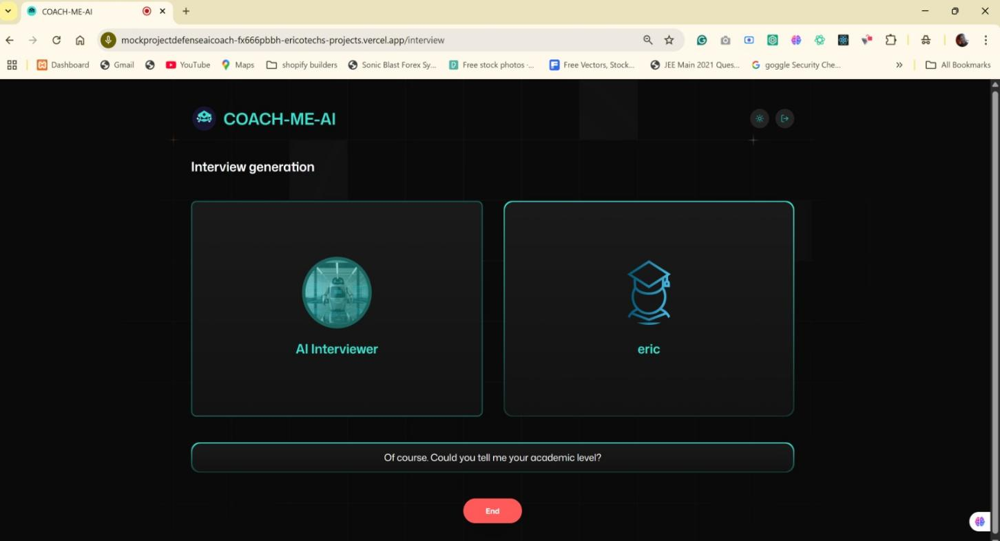 COACH-ME-AI
mockprojectdefenseaicoach-fx666pbbh-ericotechs-projects.vercel.app/interview
Dashboard Gmail YouTube Maps shopify builders Sonic Blast Forex Sy... Free stock photos -... Free Vectors, Stock... JEE Main 2021 Ques... goggle Security Che... » All Bookmarks
COACH-ME-AI
Interview generation
AI Interviewer
eric
Of course. Could you tell me your academic level?
End